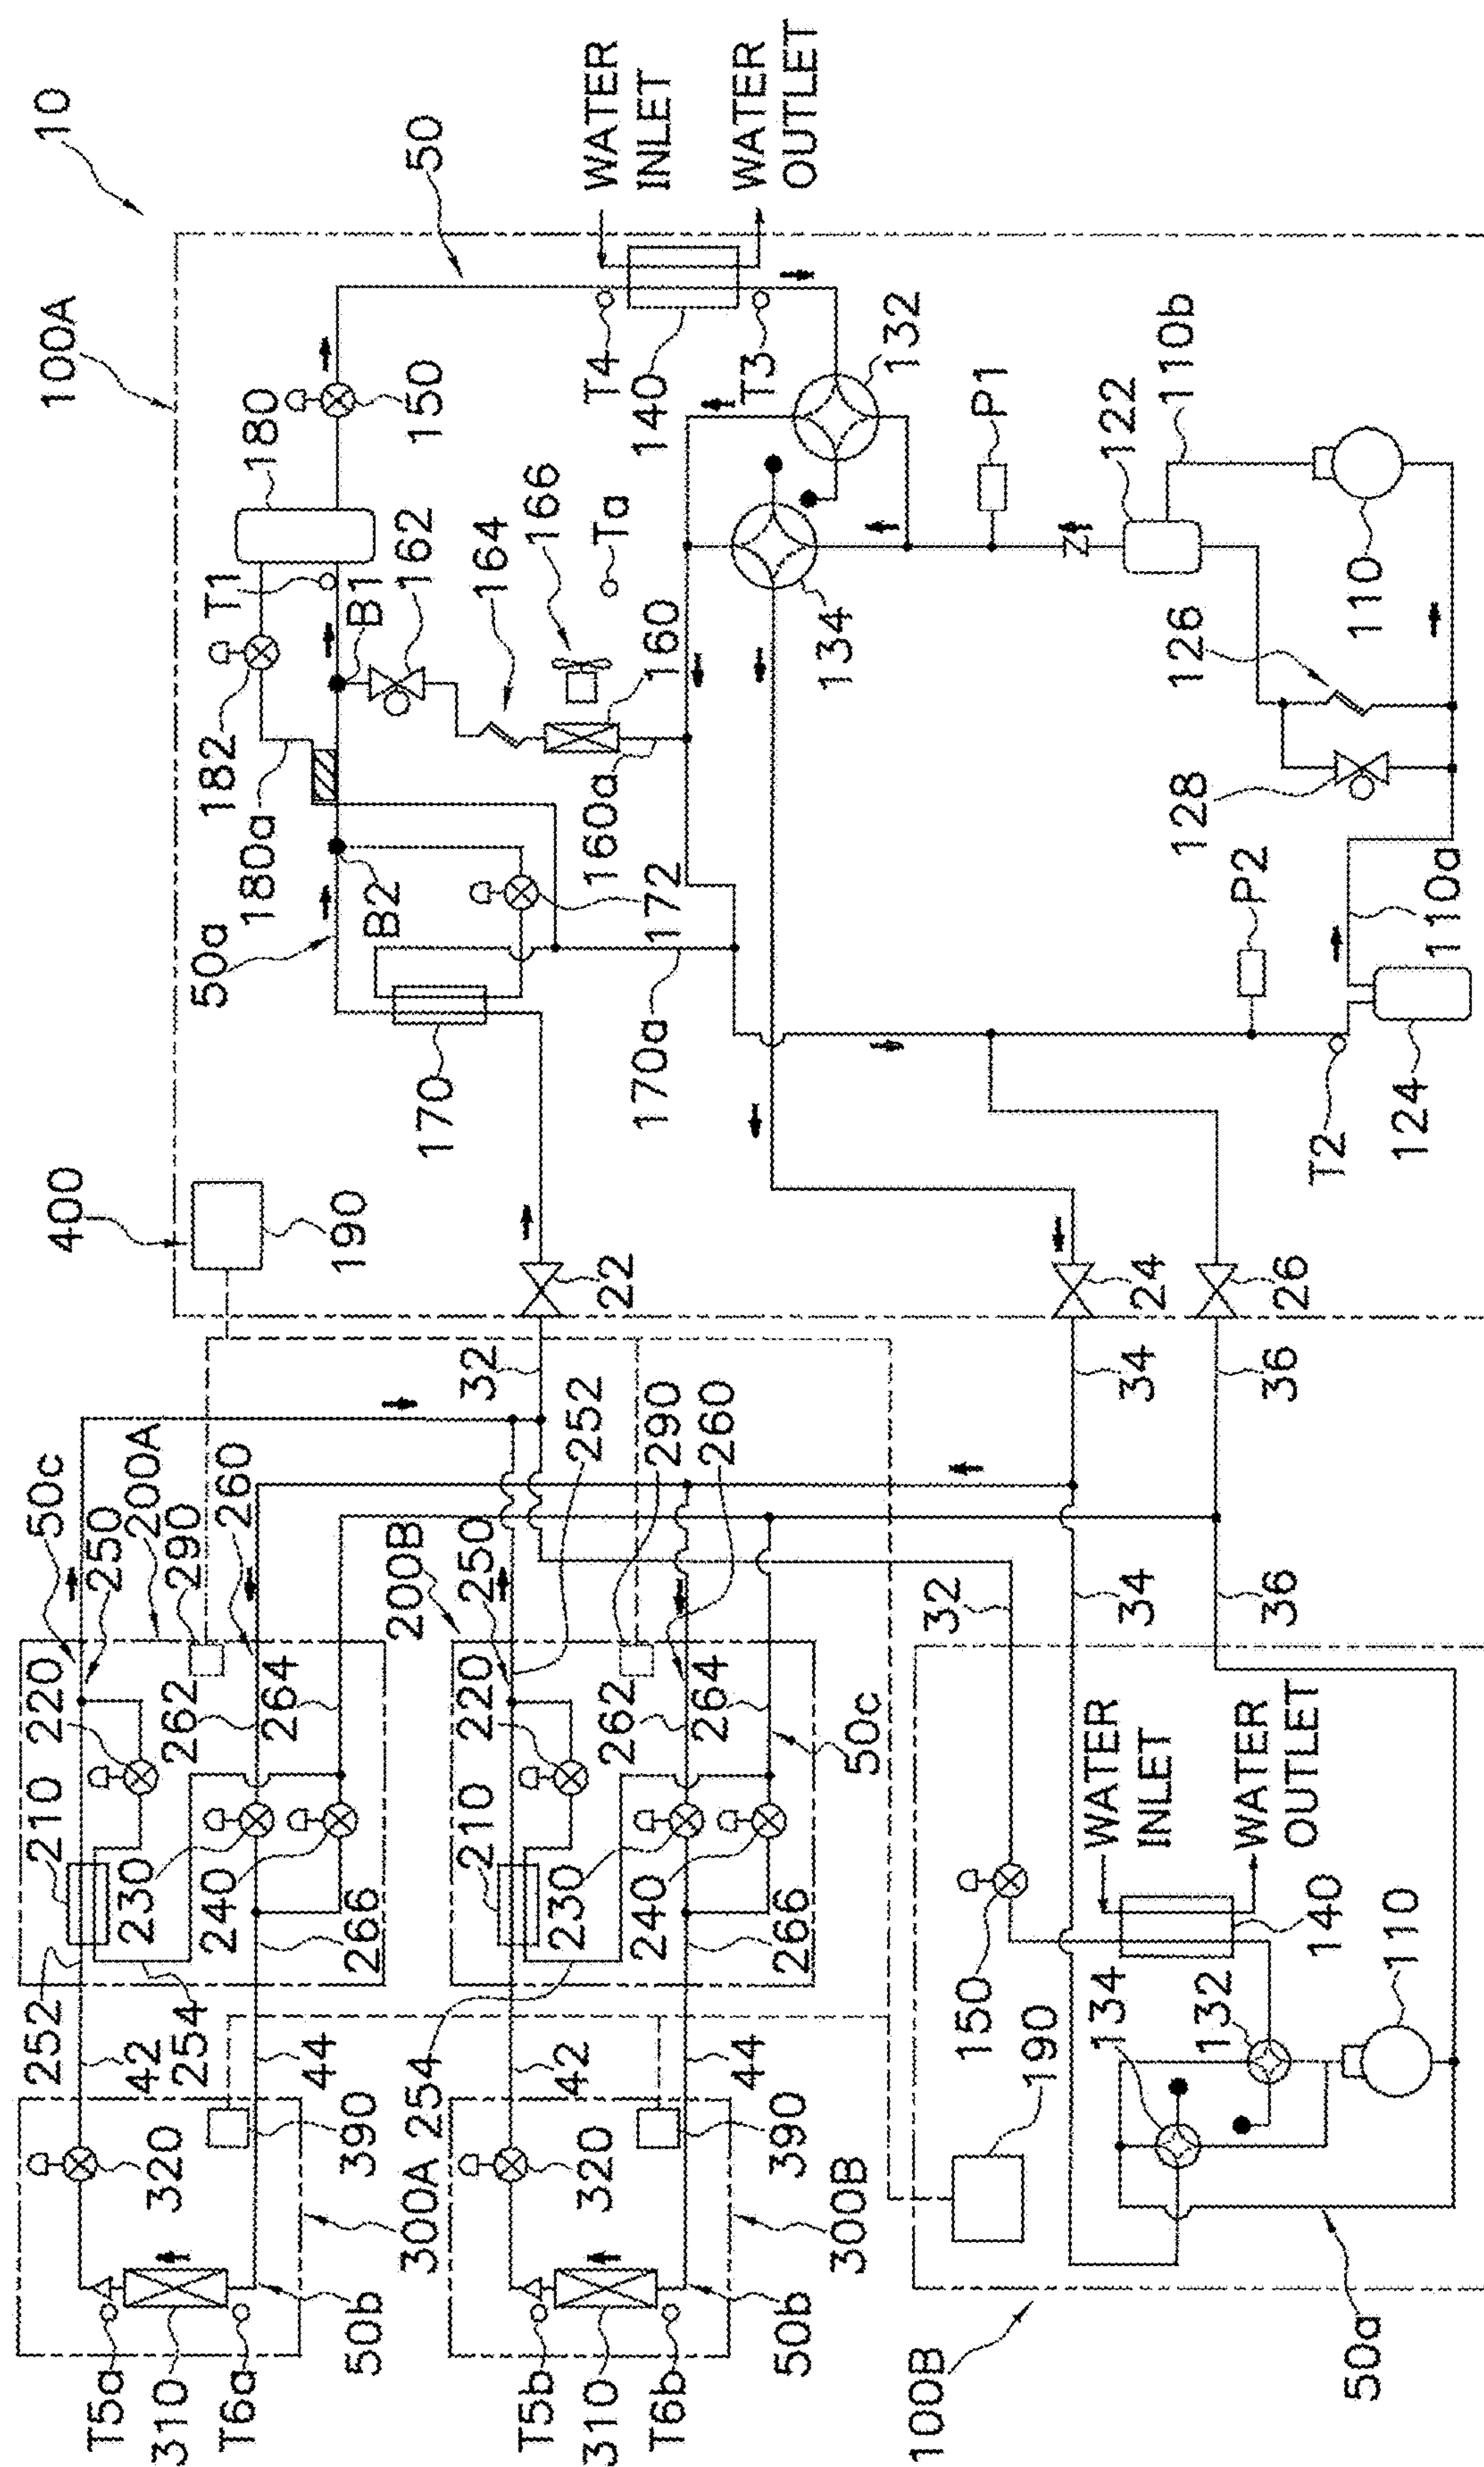 10
100A
400
50c
250
200A
290
260
220
210
252
262
264
230
240
266
254
42
44
320
390
300A
T5a
310
T6a
50b
190
50a
180a
182
T1
180
B1
B2
162
164
166
Ta
150
50
T4
140
T3
WATER
INLET
WATER
OUTLET
170
172
160a
160
170a
132
134
P1
122
110b
110
126
128
P2
110a
T2
124
22
24
26
32
34
36
200B
250
252
290
260
220
210
262
264
50c
230
240
266
254
42
44
320
390
300B
T5b
310
T6b
50b
32
34
36
WATER
INLET
WATER
OUTLET
150
140
134
132
110
190
100B
50a